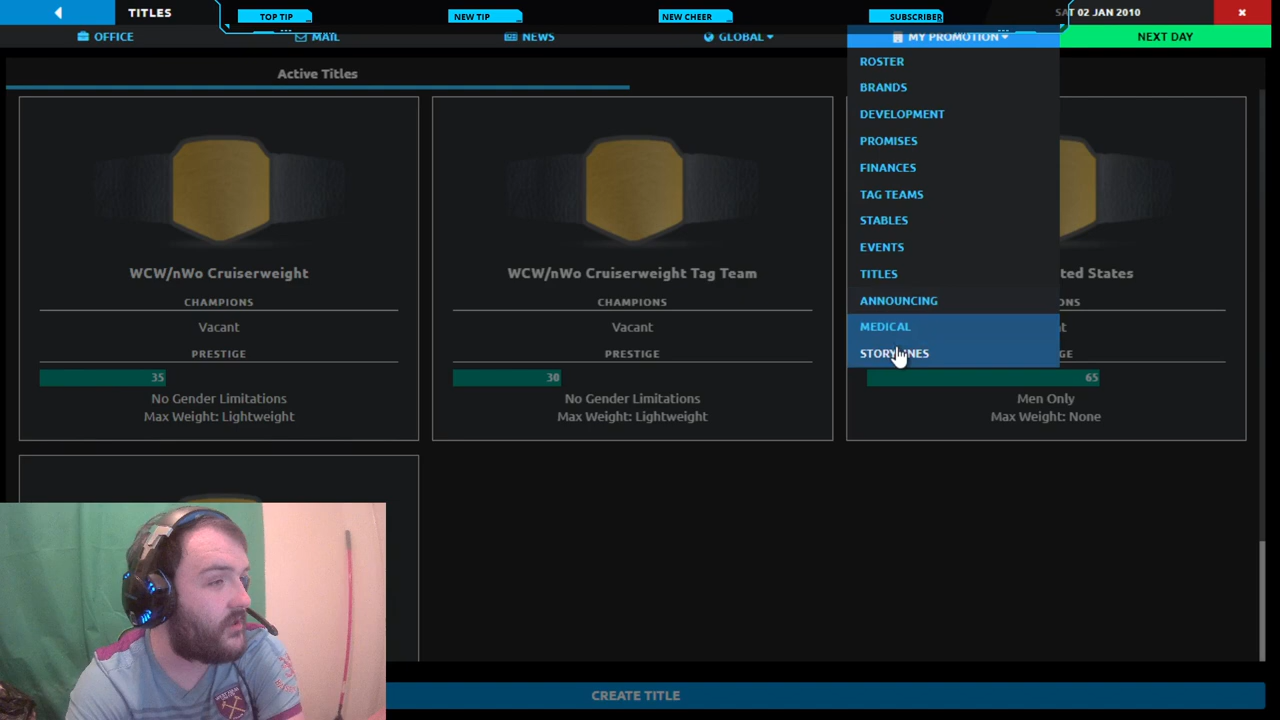 TITLES
TOP TIP
NEW TIP
NEW CHEER
SUBSCRIBER
SAT 02 JAN 2010
OFFICE
MAIL
NEWS
GLOBAL
MY PROMOTION
NEXT DAY
Active Titles
ROSTER
BRANDS
DEVELOPMENT
PROMISES
FINANCES
TAG TEAMS
STABLES
EVENTS
TITLES
ANNOUNCING
MEDICAL
STORYLINES
WCW/nWo Cruiserweight
CHAMPIONS
Vacant
PRESTIGE
35
No Gender Limitations
Max Weight: Lightweight
WCW/nWo Cruiserweight Tag Team
CHAMPIONS
Vacant
PRESTIGE
30
No Gender Limitations
Max Weight: Lightweight
65
Men Only
Max Weight: None
CREATE TITLE